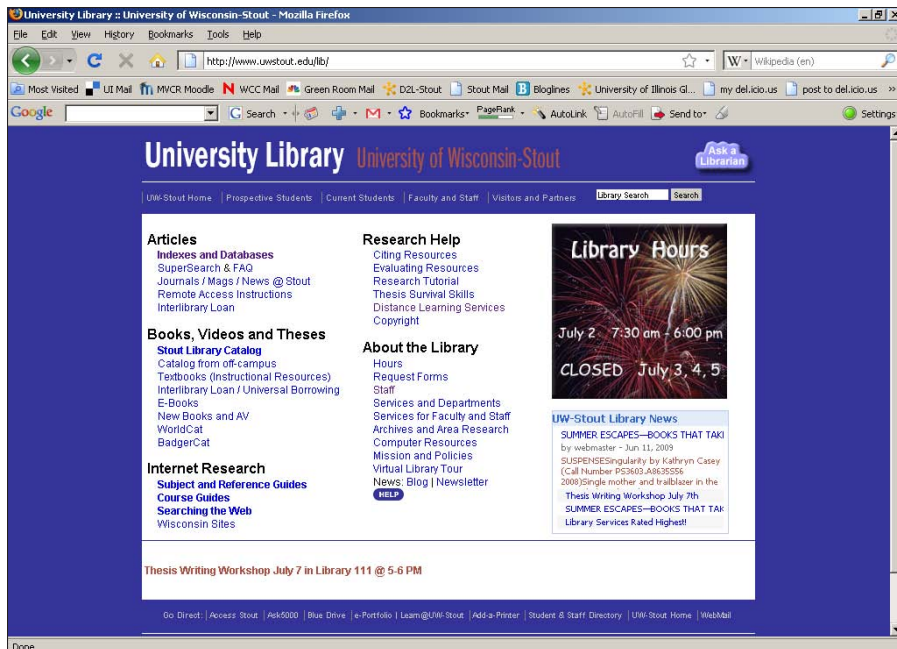 University Library :: University of Wisconsin-Stout - Mozilla Firefox
File Edit View History Bookmarks Tools Help
http://www.uwstout.edu/lib/
W Wikipedia (en)
Most Visited UI Mail MVCR Moodle WCC Mail Green Room Mail D2L-Stout Stout Mail Bloglines University of Illinois Gl... my del.icio.us post to del.icio.us »
Google Search Bookmarks PageRank AutoLink AutoFill Send to Settings
University Library University of Wisconsin-Stout
Ask a Librarian
UW-Stout Home | Prospective Students | Current Students | Faculty and Staff | Visitors and Partners
Library Search Search
Articles
Indexes and Databases
SuperSearch & FAQ
Journals / Mags / News @ Stout
Remote Access Instructions
Interlibrary Loan
Books, Videos and Theses
Stout Library Catalog
Catalog from off-campus
Textbooks (Instructional Resources)
Interlibrary Loan / Universal Borrowing
E-Books
New Books and AV
WorldCat
BadgerCat
Internet Research
Subject and Reference Guides
Course Guides
Searching the Web
Wisconsin Sites
Research Help
Citing Resources
Evaluating Resources
Research Tutorial
Thesis Survival Skills
Distance Learning Services
Copyright
About the Library
Hours
Request Forms
Staff
Services and Departments
Services for Faculty and Staff
Archives and Area Research
Computer Resources
Mission and Policies
Virtual Library Tour
News: Blog | Newsletter
HELP
Library Hours
July 2 7:30 am - 6:00 pm
CLOSED July 3, 4, 5
UW-Stout Library News
SUMMER ESCAPES—BOOKS THAT TAKI
by webmaster - Jun 11, 2009
SUSPENSESingularity by Kathryn Casey
(Call Number PS3603.A8635S56
2008)Single mother and trailblazer in the
Thesis Writing Workshop July 7th
SUMMER ESCAPES—BOOKS THAT TAK
Library Services Rated Highest!
Thesis Writing Workshop July 7 in Library 111 @ 5-6 PM
Go Direct: | Access Stout | Ask5000 | Blue Drive | e-Portfolio | Learn@UW-Stout | Add-a-Printer | Student & Staff Directory | UW-Stout Home | WebMail
Done